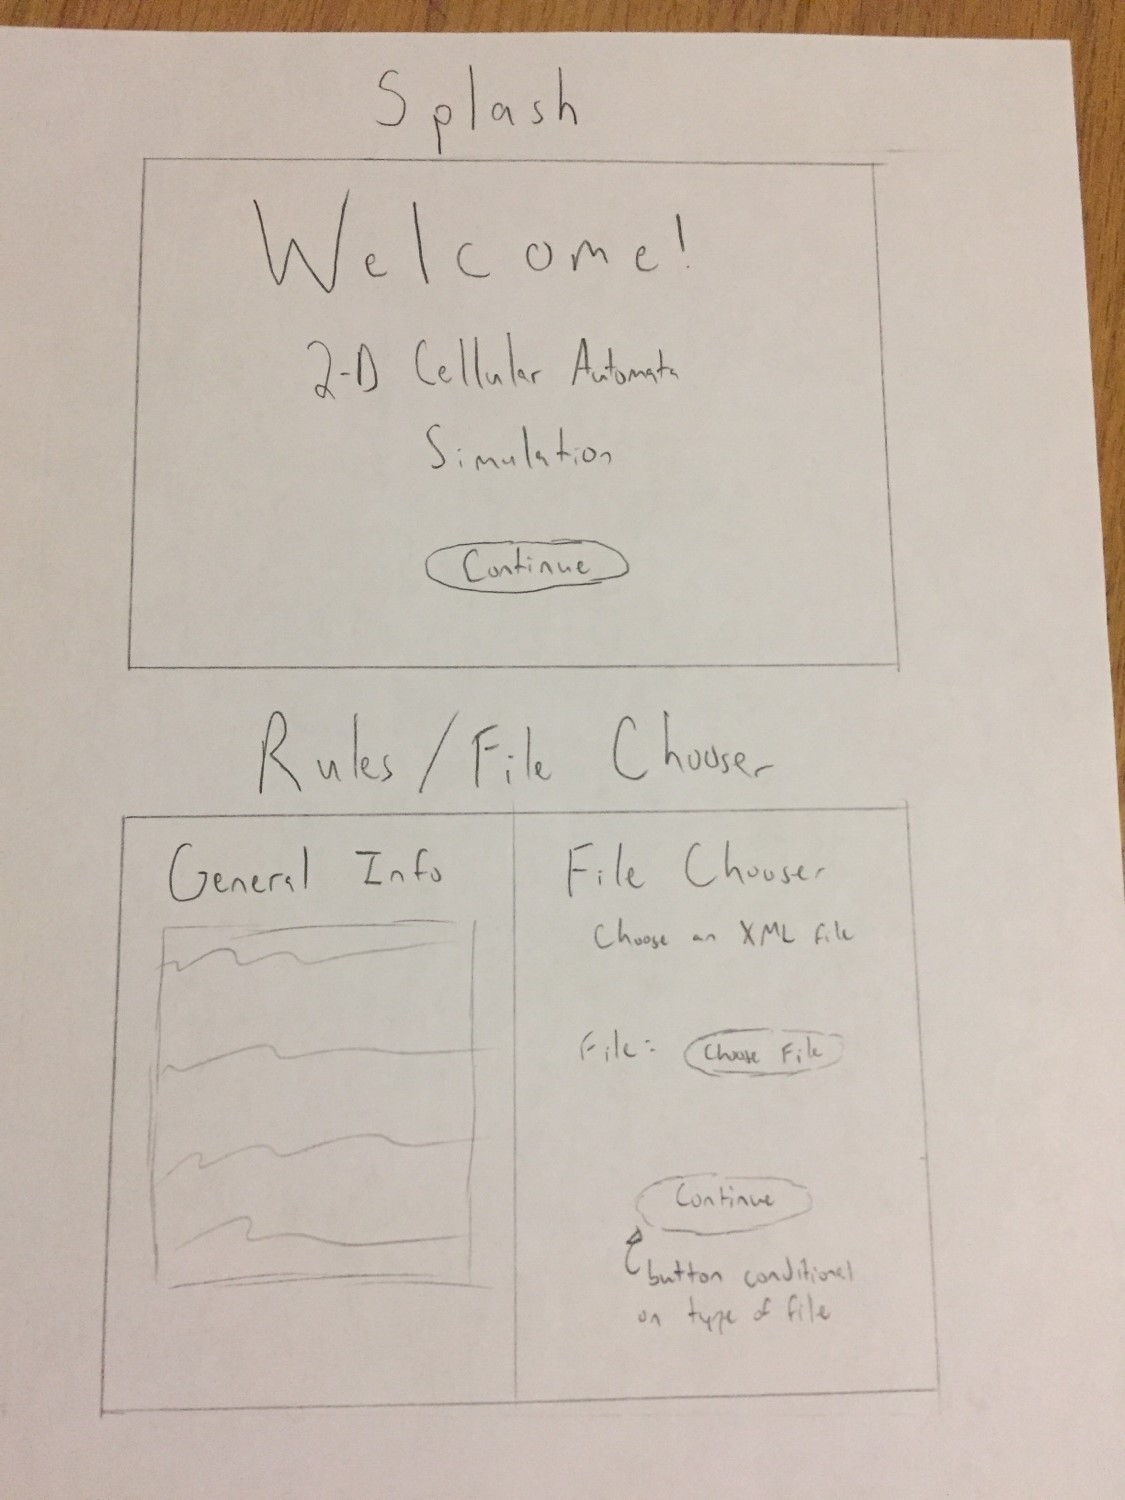 Splash
Welcome!
2-D Cellular Automata
Simulation
Continue
Rules/File Chooser
General Info
File Chooser
Choose an XML file
File: Choose File
Continue
button conditional
on type of file